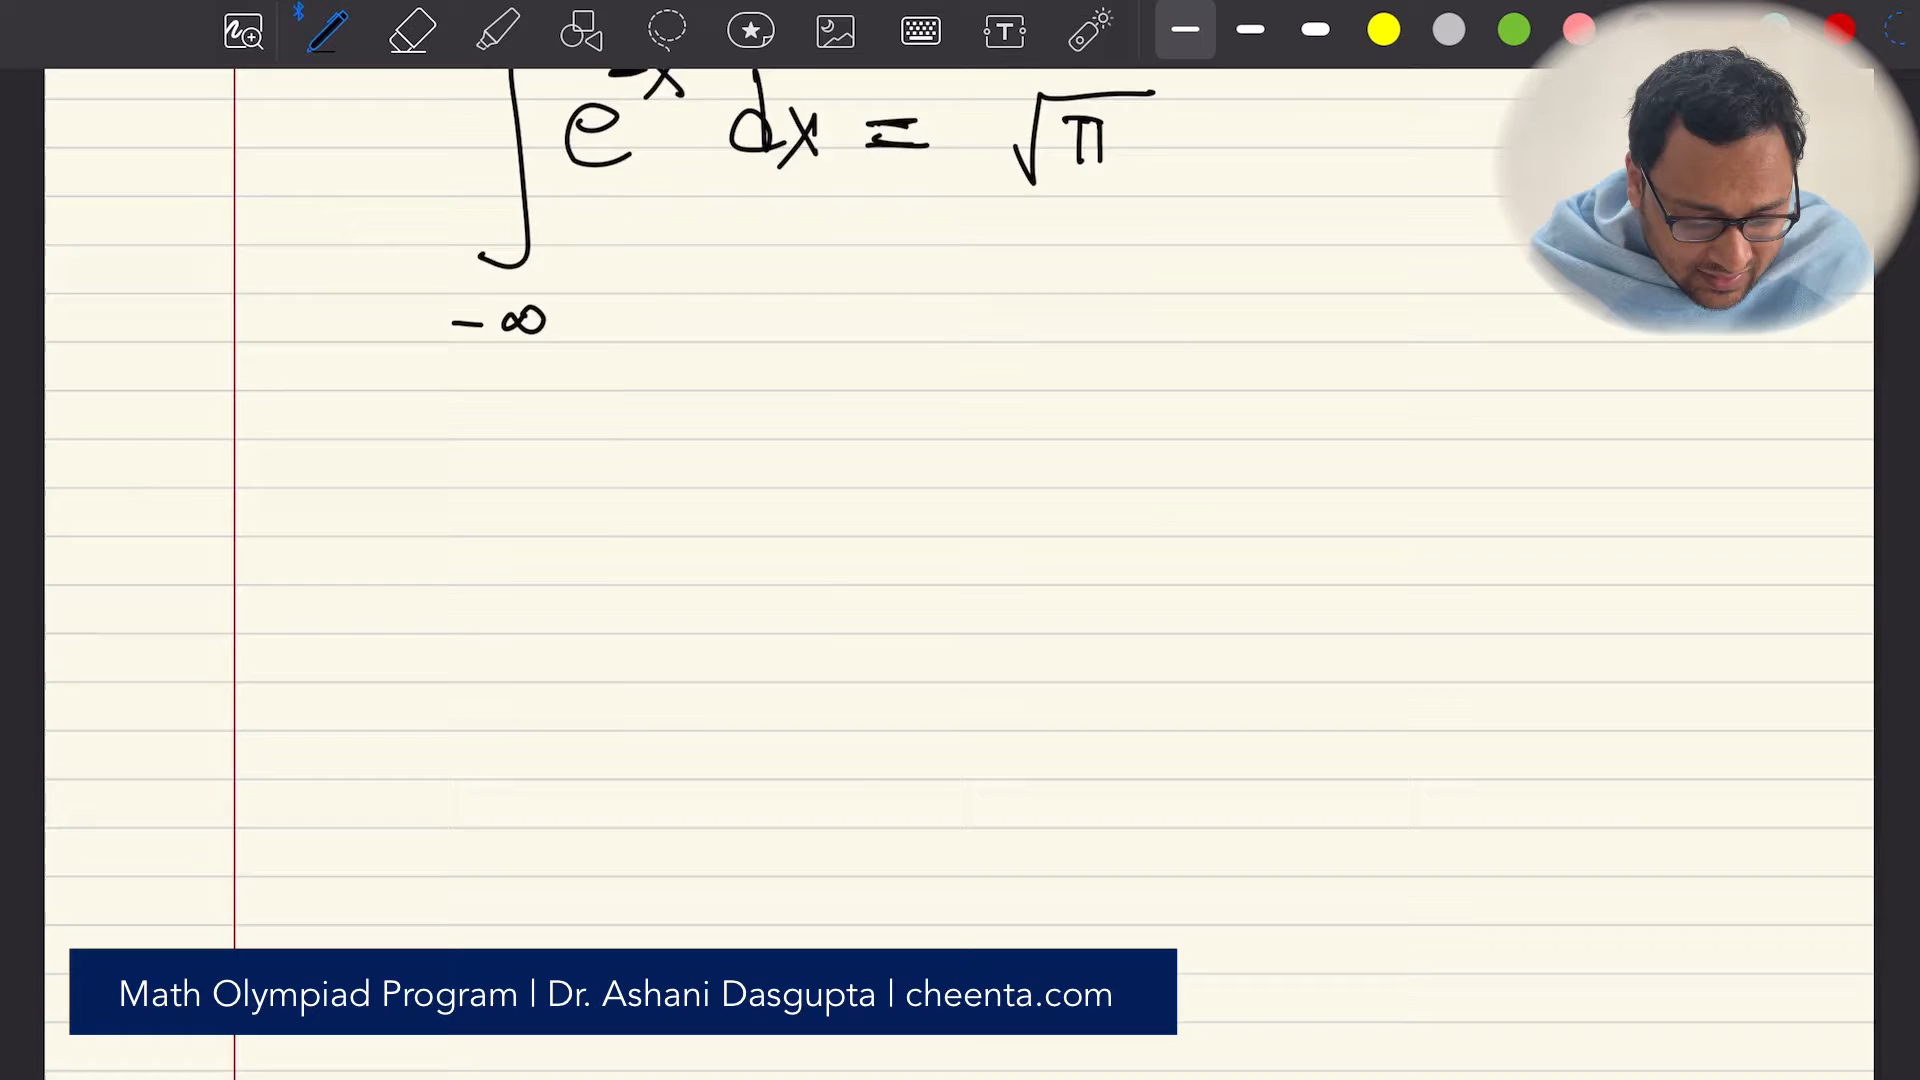 ∫ e^-x dx = √π
- ∞
Math Olympiad Program | Dr. Ashani Dasgupta | cheenta.com